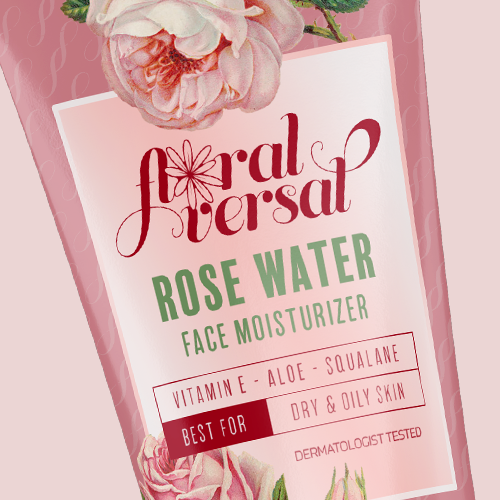 floral
versal
ROSE WATER
FACE MOISTURIZER
VITAMIN E - ALOE - SQUALANE
BEST FOR DRY & OILY SKIN
DERMATOLOGIST TESTED